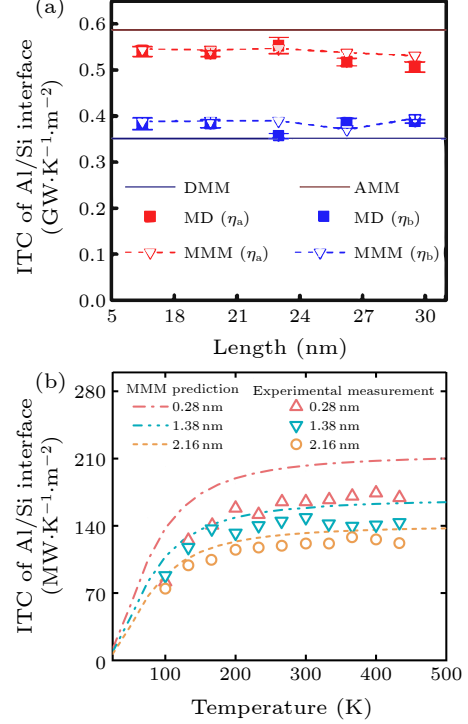 (a)
ITC of Al/Si interface
(GW·K⁻¹·m⁻²)
0.6
0.5
0.4
0.3
0.2
0.1
0.0
DMM
AMM
MD (ηa)
MD (ηb)
MMM (ηa)
MMM (ηb)
5 18 21 24 27 30
Length (nm)
(b)
ITC of Al/Si interface
(MW·K⁻¹·m⁻²)
280
210
140
70
0
MMM prediction
0.28 nm
1.38 nm
2.16 nm
Experimental measurement
0.28 nm
1.38 nm
2.16 nm
100 200 300 400 500
Temperature (K)